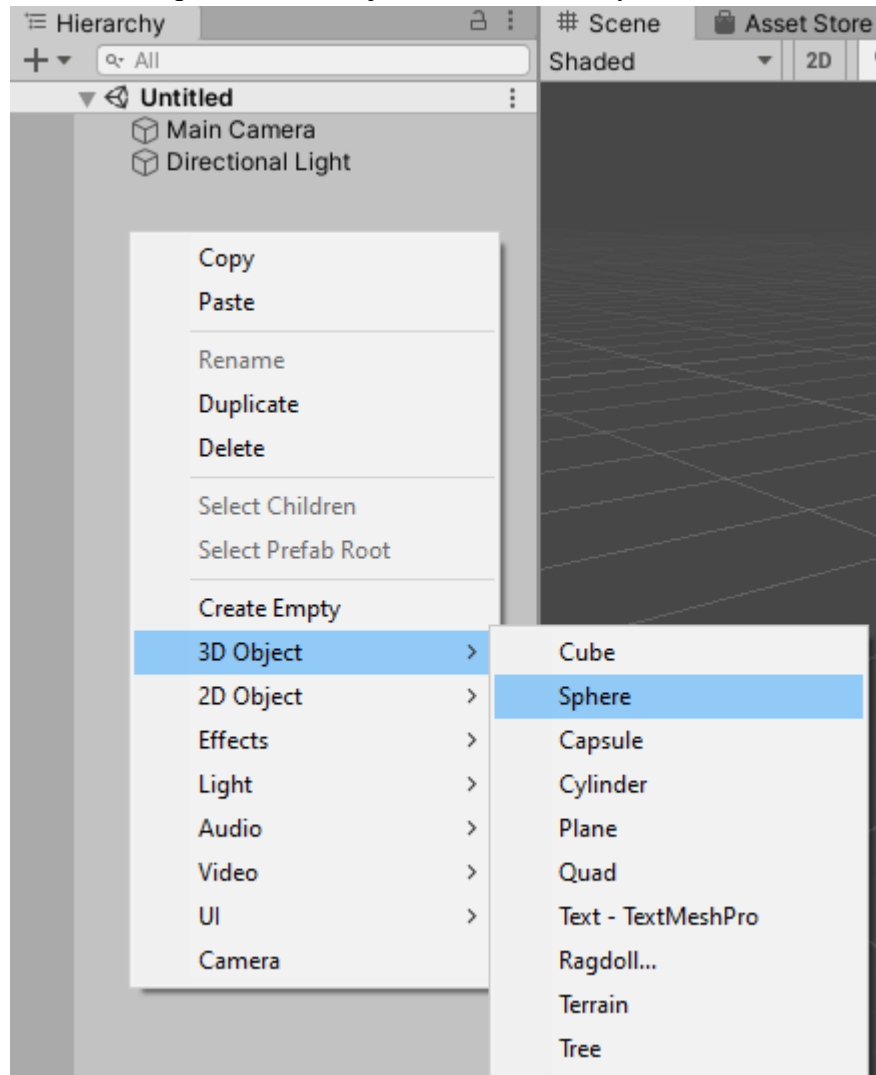 Hierarchy
# Scene
Asset Store
All
Shaded
2D
Untitled
Main Camera
Directional Light
Copy
Paste
Rename
Duplicate
Delete
Select Children
Select Prefab Root
Create Empty
3D Object >
2D Object >
Effects >
Light >
Audio >
Video >
UI >
Camera
Cube
Sphere
Capsule
Cylinder
Plane
Quad
Text - TextMeshPro
Ragdoll...
Terrain
Tree